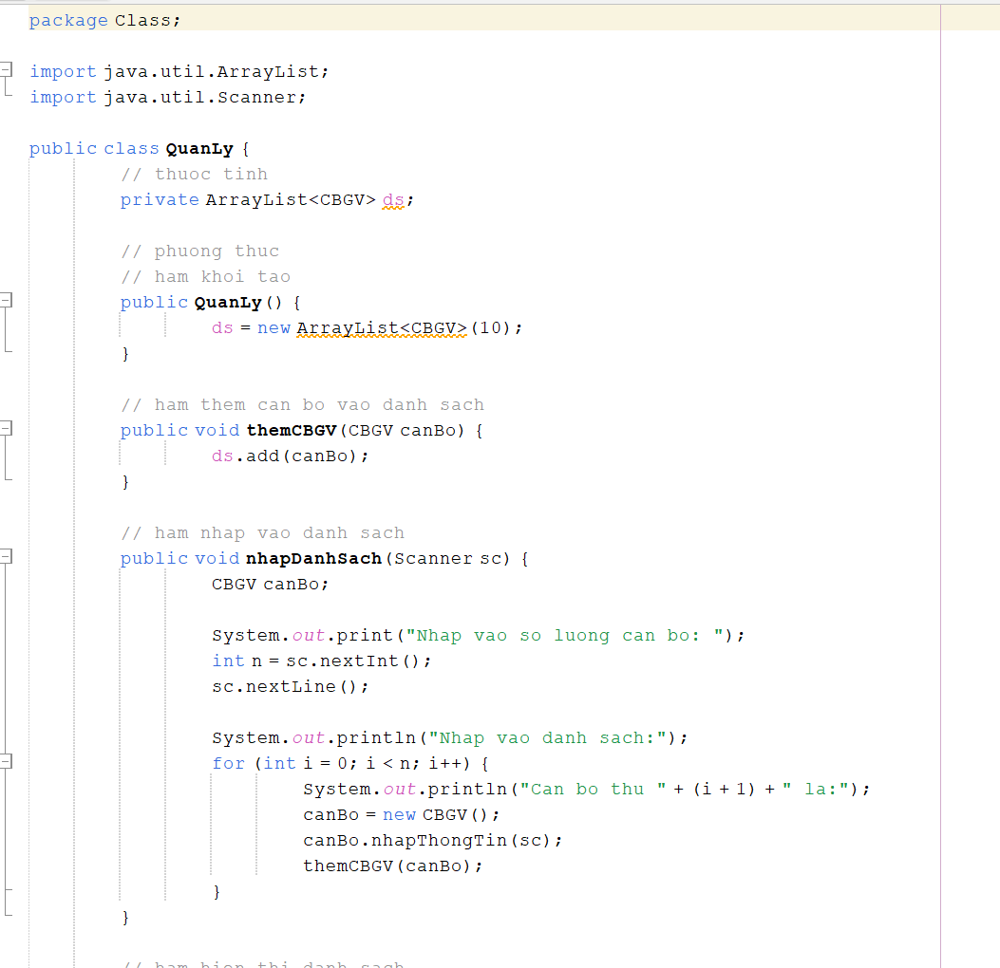 package Class;
import java.util.ArrayList;
import java.util.Scanner;
public class QuanLy {
// thuoc tinh
private ArrayList<CBGV> ds;
// phuong thuc
// ham khoi tao
public QuanLy() {
ds = new ArrayList<CBGV>(10);
}
// ham them can bo vao danh sach
public void themCBGV(CBGV canBo) {
ds.add(canBo);
}
// ham nhap vao danh sach
public void nhapDanhSach(Scanner sc) {
CBGV canBo;
System.out.print("Nhap vao so luong can bo: ");
int n = sc.nextInt();
sc.nextLine();
System.out.println("Nhap vao danh sach:");
for (int i = 0; i < n; i++) {
System.out.println("Can bo thu " + (i + 1) + " la:");
canBo = new CBGV();
canBo.nhapThongTin(sc);
themCBGV(canBo);
}
}
// ham hien thi danh sach